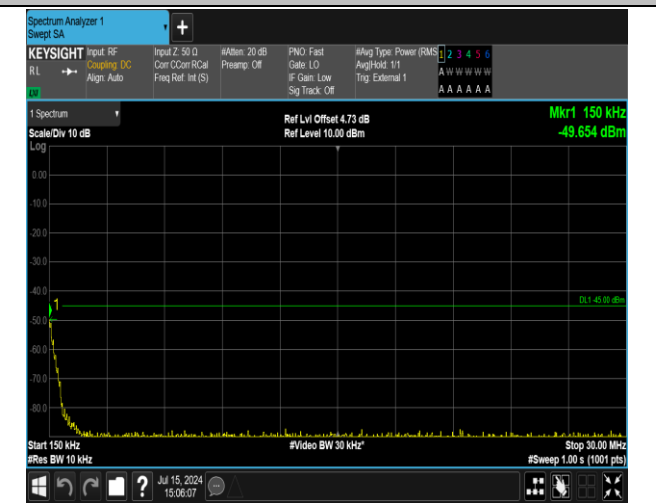 Spectrum Analyzer 1
Swept SA
+
KEYSIGHT Input: RF Input Z: 50 Ω #Atten: 20 dB PNO: Fast #Avg Type: Power (RMS 1 2 3 4 5 6
RL Coupling: DC Corr CCorr RCal Preamp: Off Gate: LO Avg|Hold: 1/1 A W W W W W
Align: Auto Freq Ref: Int (S) IF Gain: Low Trig: External 1
Sig Track: Off A A A A A A
1 Spectrum Ref Lvl Offset 4.73 dB Mkr1 150 kHz
Scale/Div 10 dB Ref Level 10.00 dBm -49.654 dBm
Log
0.00
-10.0
-20.0
-30.0
-40.0
1 DL1 -45.00 dBm
-50.0
-60.0
-70.0
-80.0
Start 150 kHz #Video BW 30 kHz* Stop 30.00 MHz
#Res BW 10 kHz #Sweep 1.00 s (1001 pts)
? Jul 15, 2024
15:06:07